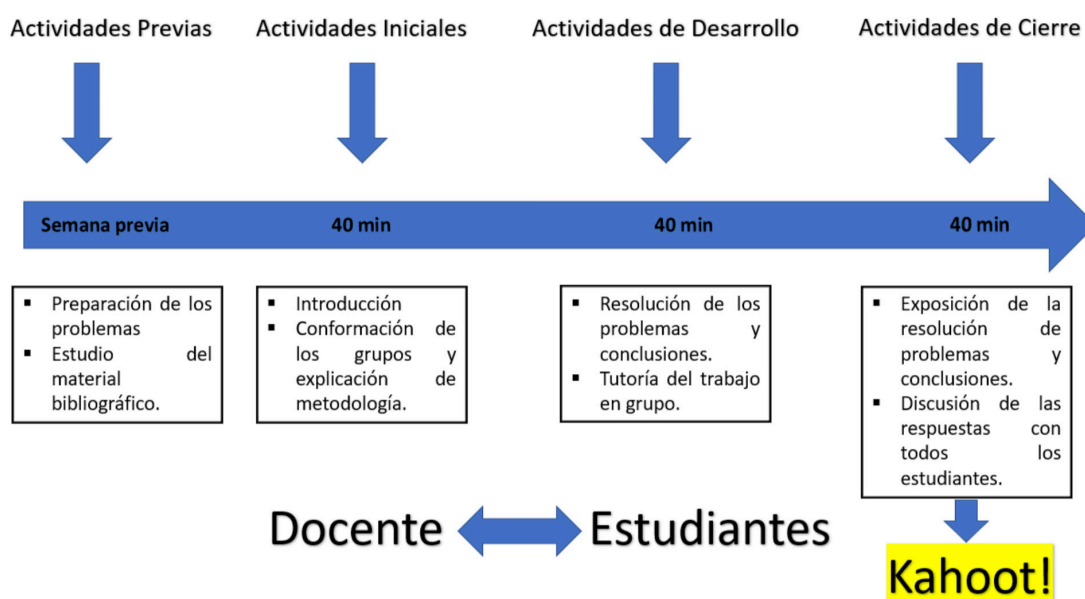 Actividades Previas
Actividades Iniciales
Actividades de Desarrollo
Actividades de Cierre
Semana previa
40 min
40 min
40 min
▪ Preparación de los
problemas
▪ Estudio del
material
bibliográfico.
▪ Introducción
▪ Conformación de
los grupos y
explicación de
metodología.
▪ Resolución de los
problemas y
conclusiones.
▪ Tutoría del trabajo
en grupo.
▪ Exposición de la
resolución de
problemas y
conclusiones.
▪ Discusión de las
respuestas con
todos los
estudiantes.
Docente
Estudiantes
Kahoot!